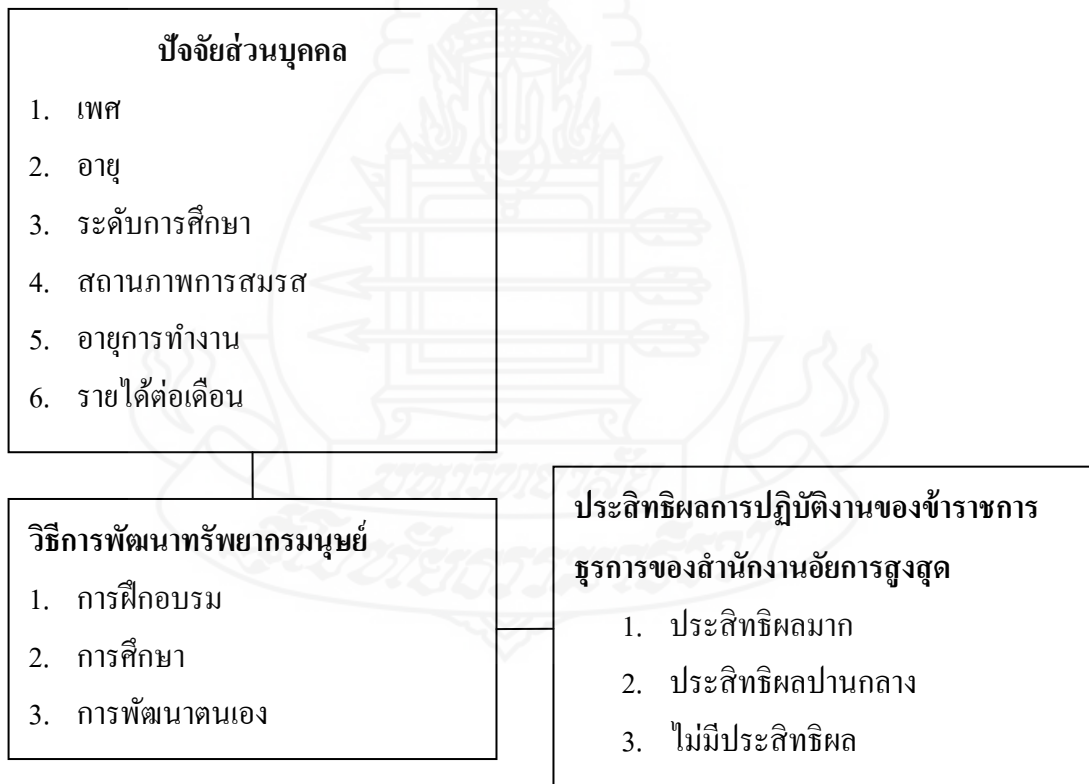 ปัจจัยส่วนบุคคล
1. เพศ
2. อายุ
3. ระดับการศึกษา
4. สถานภาพการสมรส
5. อายุการทำงาน
6. รายได้ต่อเดือน
วิธีการพัฒนาทรัพยากรมนุษย์
1. การฝึกอบรม
2. การศึกษา
3. การพัฒนาตนเอง
ประสิทธิผลการปฏิบัติงานของข้าราชการ
ธุรการของสำนักงานอัยการสูงสุด
1. ประสิทธิผลมาก
2. ประสิทธิผลปานกลาง
3. ไม่มีประสิทธิผล